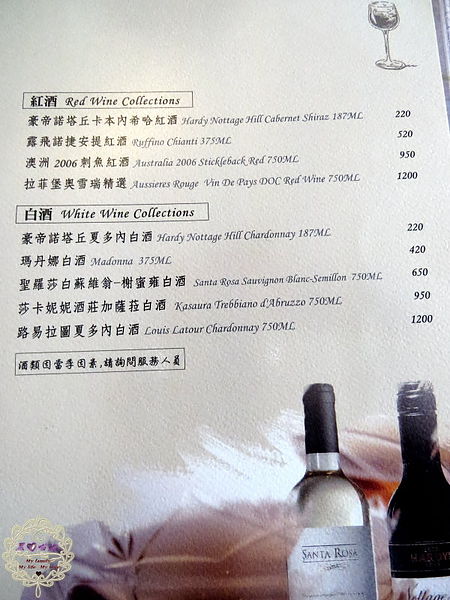 紅酒 Red Wine Collections
豪帝諾塔丘卡本內希哈紅酒 Hardy Nottage Hill Cabernet Shiraz 187ML 220
露飛諾捷安提紅酒 Ruffino Chianti 375ML 520
澳洲 2006 刺魚紅酒 Australia 2006 Stickleback Red 750ML 950
拉菲堡奧雪瑞精選 Aussieres Rouge Vin De Pays DOC Red Wine 750ML 1200
白酒 White Wine Collections
豪帝諾塔丘夏多內白酒 Hardy Nottage Hill Chardonnay 187ML 220
瑪丹娜白酒 Madonna 375ML 420
聖羅莎白蘇維翁-榭蜜雍白酒 Santa Rosa Sauvignon Blanc-Semillon 750ML 650
莎卡妮妮酒莊加薩菈白酒 Kasaura Trebbiano d'Abruzzo 750ML 950
路易拉圖夏多內白酒 Louis Latour Chardonnay 750ML 1200
酒類因當季因素,請詢問服務人員
SANTA ROSA
HARDYS
Nottage
My family
My life